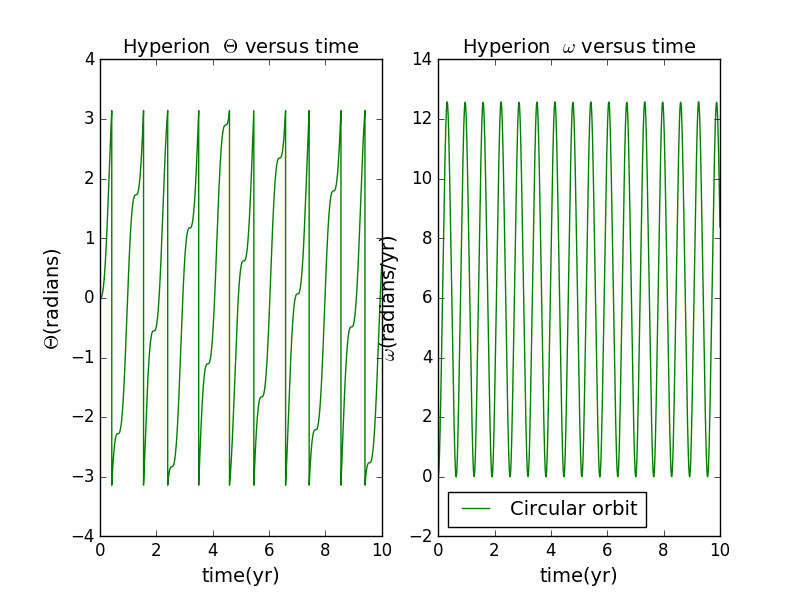 Hyperion Θ versus time
4
3
2
1
0
−1
−2
−3
−4
Θ(radians)
0 2 4 6 8 10
time(yr)
Hyperion ω versus time
14
12
10
8
6
4
2
0
−2
ω(radians/yr)
Circular orbit
0 2 4 6 8 10
time(yr)